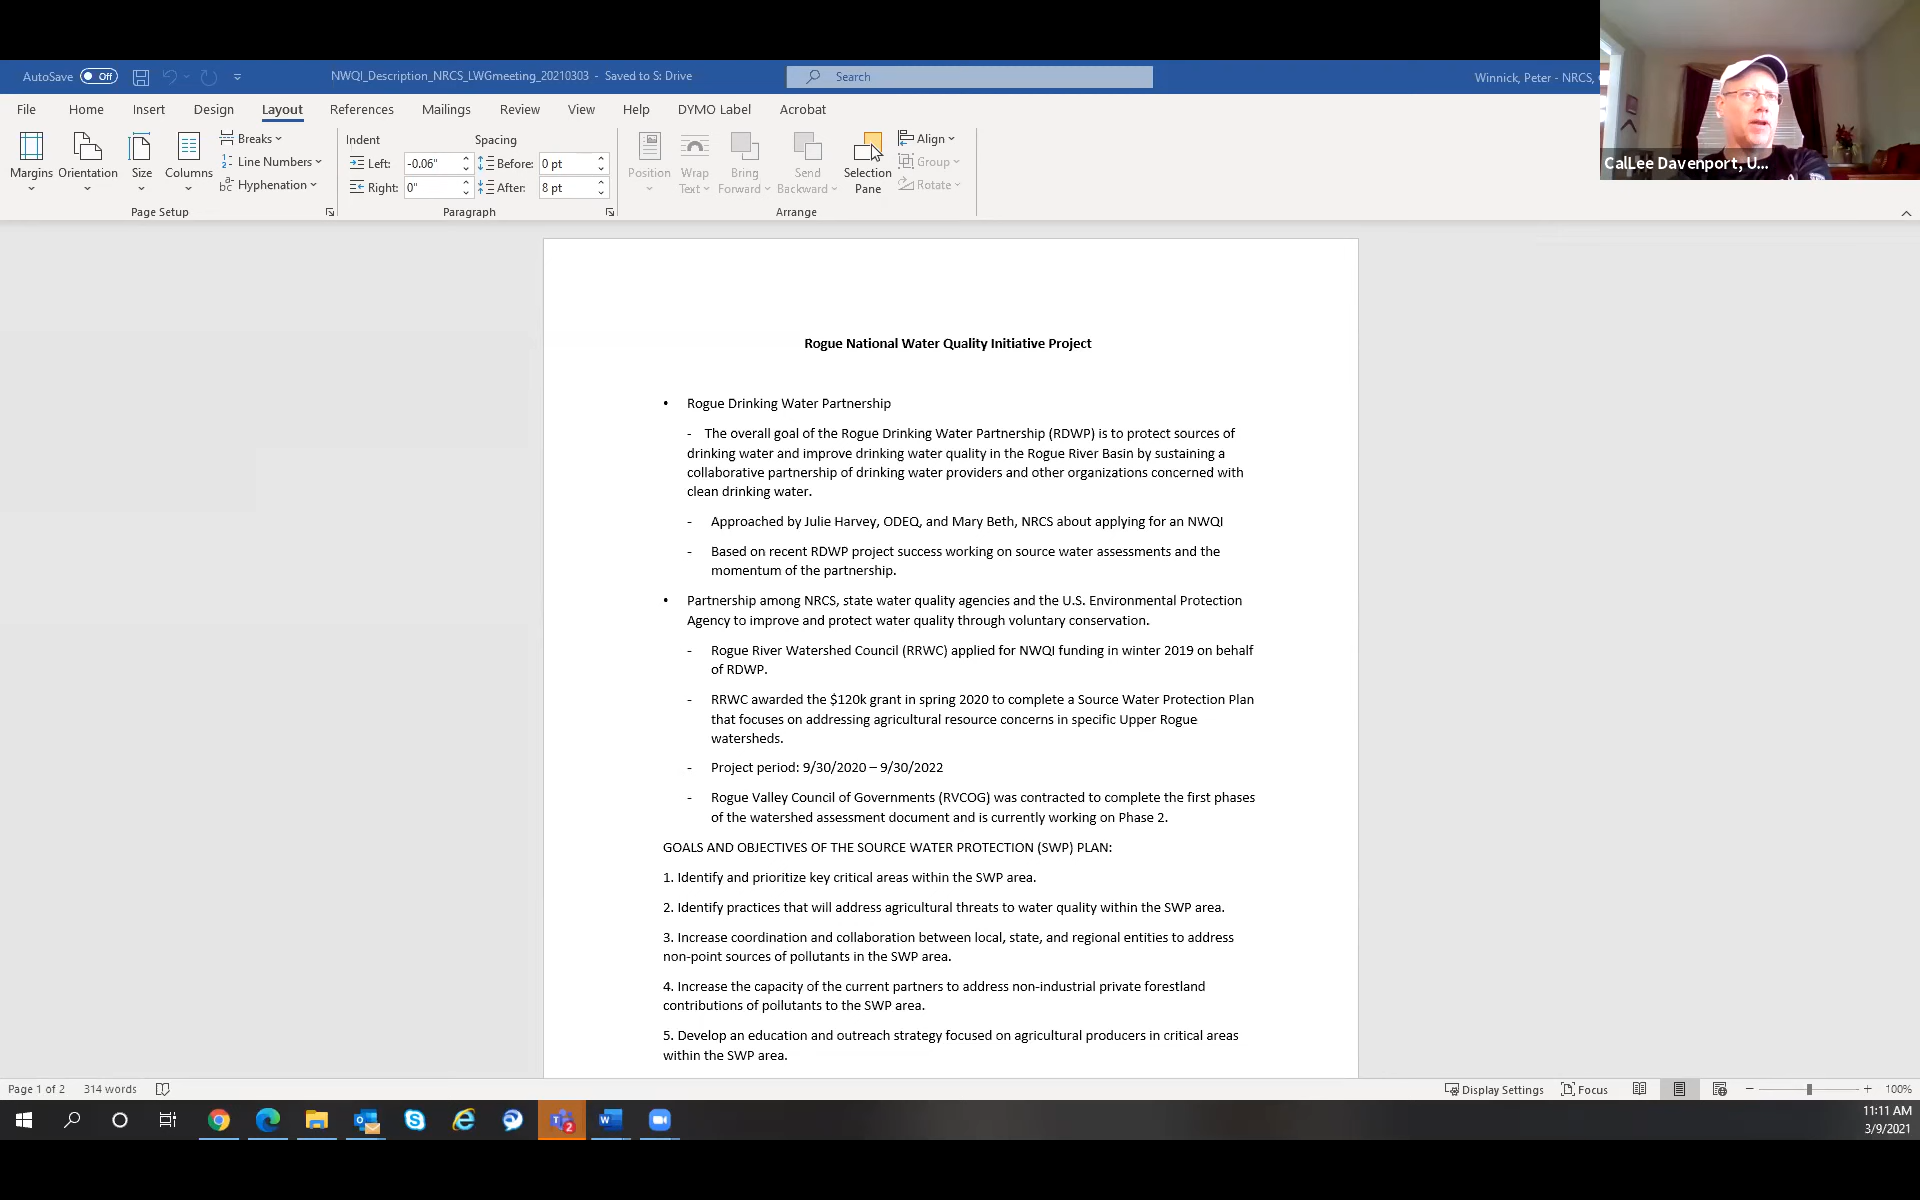 AutoSave Off
NWQI_Description_NRCS_LWGmeeting_20210303 - Saved to S: Drive
Search
Winnick, Peter - NRCS,
CalLee Davenport, U...
File Home Insert Design Layout References Mailings Review View Help DYMO Label Acrobat
Margins
Orientation
Size
Columns
Breaks
Line Numbers
Hyphenation
Page Setup
Indent
Left: -0.06"
Right: 0"
Spacing
Before: 0 pt
After: 8 pt
Paragraph
Position
Wrap
Text
Bring
Forward
Send
Backward
Selection
Pane
Align
Group
Rotate
Arrange
Rogue National Water Quality Initiative Project
• Rogue Drinking Water Partnership
- The overall goal of the Rogue Drinking Water Partnership (RDWP) is to protect sources of
drinking water and improve drinking water quality in the Rogue River Basin by sustaining a
collaborative partnership of drinking water providers and other organizations concerned with
clean drinking water.
- Approached by Julie Harvey, ODEQ, and Mary Beth, NRCS about applying for an NWQI
- Based on recent RDWP project success working on source water assessments and the
momentum of the partnership.
• Partnership among NRCS, state water quality agencies and the U.S. Environmental Protection
Agency to improve and protect water quality through voluntary conservation.
- Rogue River Watershed Council (RRWC) applied for NWQI funding in winter 2019 on behalf
of RDWP.
- RRWC awarded the $120k grant in spring 2020 to complete a Source Water Protection Plan
that focuses on addressing agricultural resource concerns in specific Upper Rogue
watersheds.
- Project period: 9/30/2020 – 9/30/2022
- Rogue Valley Council of Governments (RVCOG) was contracted to complete the first phases
of the watershed assessment document and is currently working on Phase 2.
GOALS AND OBJECTIVES OF THE SOURCE WATER PROTECTION (SWP) PLAN:
1. Identify and prioritize key critical areas within the SWP area.
2. Identify practices that will address agricultural threats to water quality within the SWP area.
3. Increase coordination and collaboration between local, state, and regional entities to address
non-point sources of pollutants in the SWP area.
4. Increase the capacity of the current partners to address non-industrial private forestland
contributions of pollutants to the SWP area.
5. Develop an education and outreach strategy focused on agricultural producers in critical areas
within the SWP area.
Page 1 of 2 314 words
Display Settings Focus 100%
11:11 AM
3/9/2021